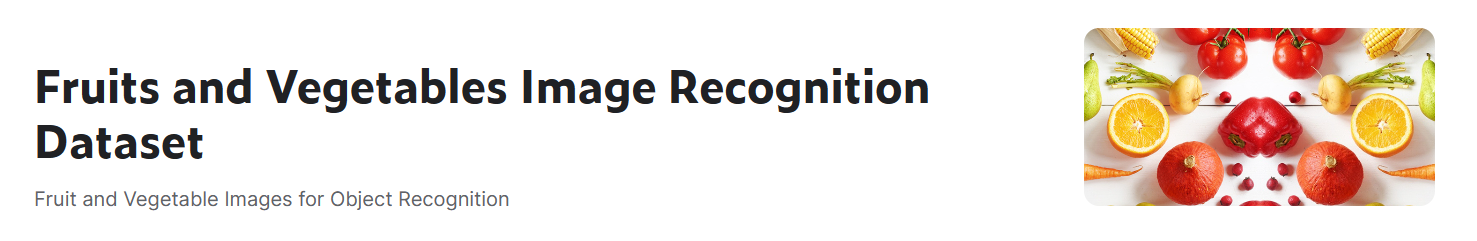 Fruits and Vegetables Image Recognition
Dataset
Fruit and Vegetable Images for Object Recognition